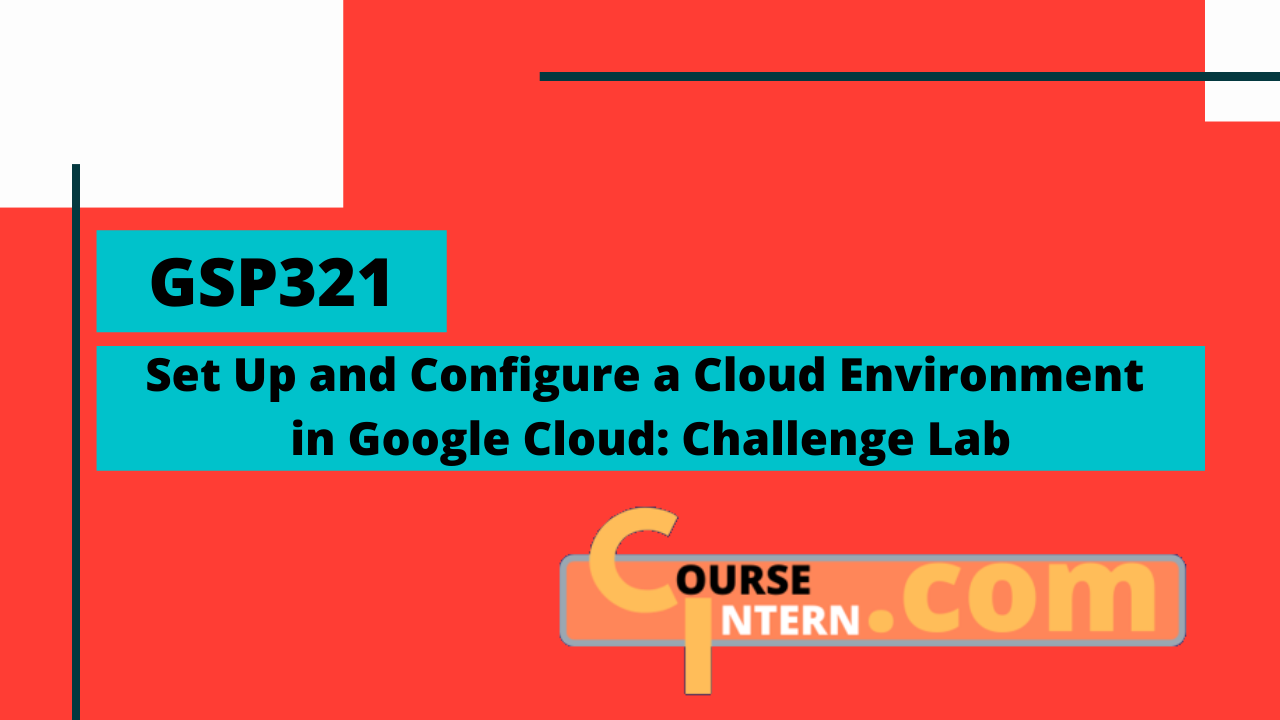 GSP321
Set Up and Configure a Cloud Environment
in Google Cloud: Challenge Lab
COURSE
INTERN.com